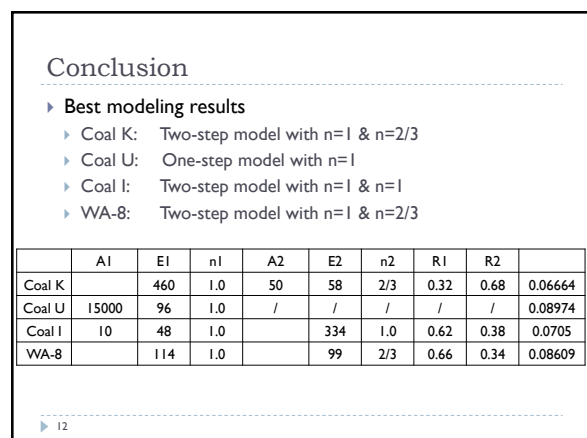 Conclusion
Best modeling results
Coal K: Two-step model with n=1 & n=2/3
Coal U: One-step model with n=1
Coal I: Two-step model with n=1 & n=1
WA-8: Two-step model with n=1 & n=2/3
A1 E1 n1 A2 E2 n2 R1 R2
Coal K 460 1.0 50 58 2/3 0.32 0.68 0.06664
Coal U 15000 96 1.0 / / / / / 0.08974
Coal I 10 48 1.0 334 1.0 0.62 0.38 0.0705
WA-8 114 1.0 99 2/3 0.66 0.34 0.08609
12